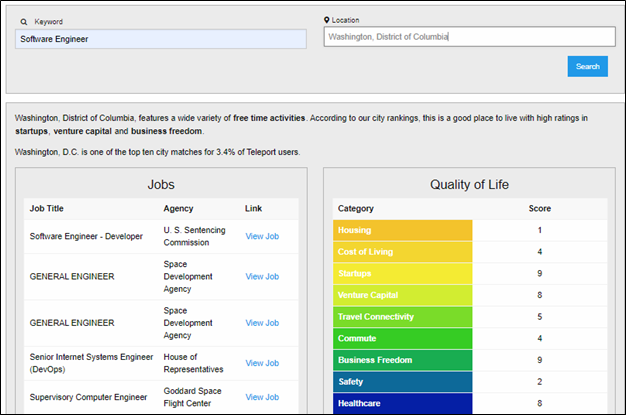 Keyword
Location
Software Engineer
Washington, District of Columbia
Search
Washington, District of Columbia, features a wide variety of free time activities. According to our city rankings, this is a good place to live with high ratings in
startups, venture capital and business freedom.
Washington, D.C. is one of the top ten city matches for 3.4% of Teleport users.
Jobs
Job Title Agency Link
Software Engineer - Developer U. S. Sentencing Commission View Job
GENERAL ENGINEER Space Development Agency View Job
GENERAL ENGINEER Space Development Agency View Job
Senior Internet Systems Engineer (DevOps) House of Representatives View Job
Supervisory Computer Engineer Goddard Space Flight Center View Job
Quality of Life
Category Score
Housing 1
Cost of Living 4
Startups 9
Venture Capital 8
Travel Connectivity 5
Commute 4
Business Freedom 9
Safety 2
Healthcare 8